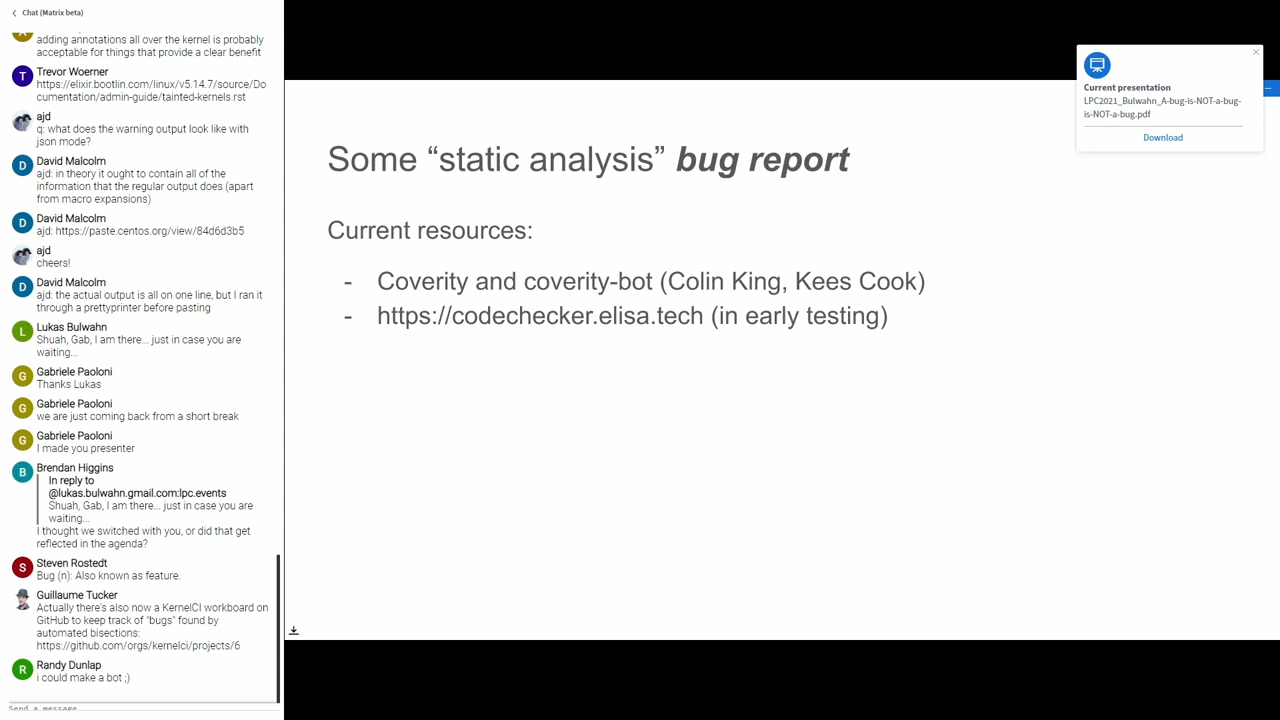 Chat (Matrix beta)
adding annotations all over the kernel is probably
acceptable for things that provide a clear benefit
T
Trevor Woerner
https://elixir.bootlin.com/linux/v5.14.7/source/Do
cumentation/admin-guide/tainted-kernels.rst
ajd
q: what does the warning output look like with
json mode?
D
David Malcolm
ajd: in theory it ought to contain all of the
information that the regular output does (apart
from macro expansions)
D
David Malcolm
ajd: https://paste.centos.org/view/84d6d3b5
ajd
cheers!
D
David Malcolm
ajd: the actual output is all on one line, but I ran it
through a prettyprinter before pasting
L
Lukas Bulwahn
Shuah, Gab, I am there... just in case you are
waiting...
G
Gabriele Paoloni
Thanks Lukas
G
Gabriele Paoloni
we are just coming back from a short break
G
Gabriele Paoloni
I made you presenter
B
Brendan Higgins
In reply to
@lukas.bulwahn.gmail.com:lpc.events
Shuah, Gab, I am there... just in case you are
waiting...
I thought we switched with you, or did that get
reflected in the agenda?
S
Steven Rostedt
Bug (n): Also known as feature.
Guillaume Tucker
Actually there's also now a KernelCI workboard on
GitHub to keep track of "bugs" found by
automated bisections:
https://github.com/orgs/kernelci/projects/6
R
Randy Dunlap
i could make a bot ;)
Send a message
Some “static analysis” bug report
Current resources:
- Coverity and coverity-bot (Colin King, Kees Cook)
- https://codechecker.elisa.tech (in early testing)
Current presentation
LPC2021_Bulwahn_A-bug-is-NOT-a-bug-
is-NOT-a-bug.pdf
Download